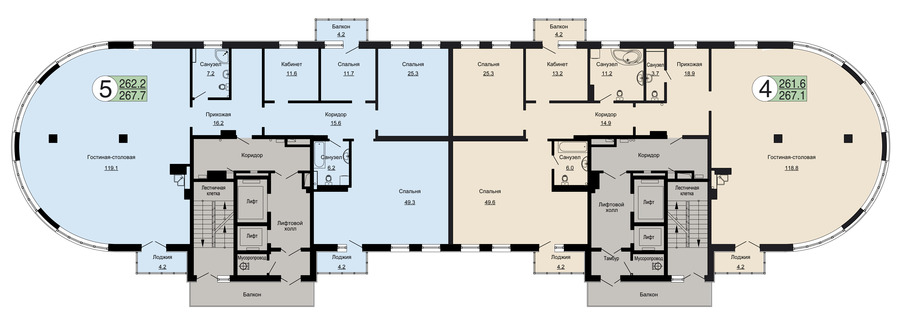 Балкон
4.2
Балкон
4.2
Санузел
7.2
Кабинет
11.6
Спальня
11.7
Спальня
25.3
Спальня
25.3
Кабинет
13.2
Санузел
11.2
Санузел
3.7
Прихожая
18.9
5
262.2
267.7
4
261.6
267.1
Прихожая
16.2
Коридор
15.6
Коридор
14.9
Гостиная-столовая
119.1
Коридор
Санузел
6.2
Санузел
6.0
Коридор
Гостиная-столовая
118.8
Лестничная
клетка
Лифт
Лифтовой
холл
Спальня
49.3
Спальня
49.6
Лифтовой
холл
Лифт
Лестничная
клетка
Лифт
Лифт
Лоджия
4.2
Мусоропровод
Лоджия
4.2
Лоджия
4.2
Тамбур
Мусоропровод
Лоджия
4.2
Балкон
Балкон